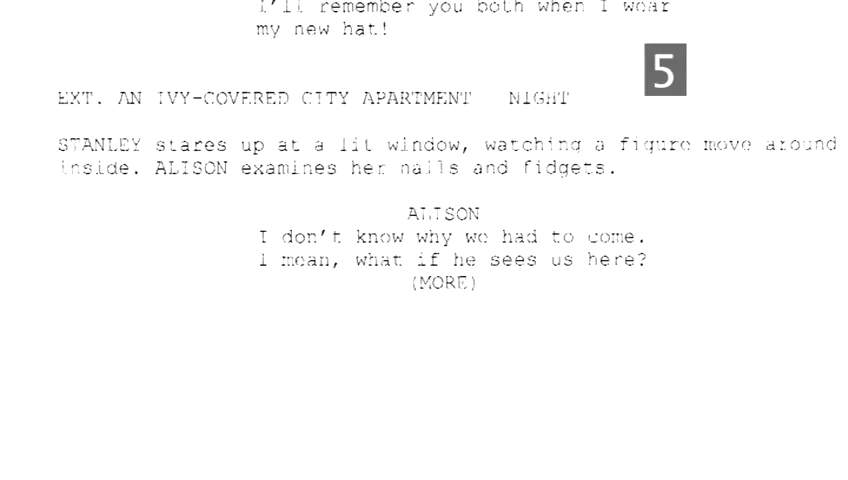 I'll remember you both when I wear
my new hat!
5
EXT. AN IVY-COVERED CITY APARTMENT   NIGHT
STANLEY stares up at a lit window, watching a figure move around
inside. ALISON examines her nails and fidgets.
ALISON
I don't know why we had to come.
I mean, what if he sees us here?
(MORE)